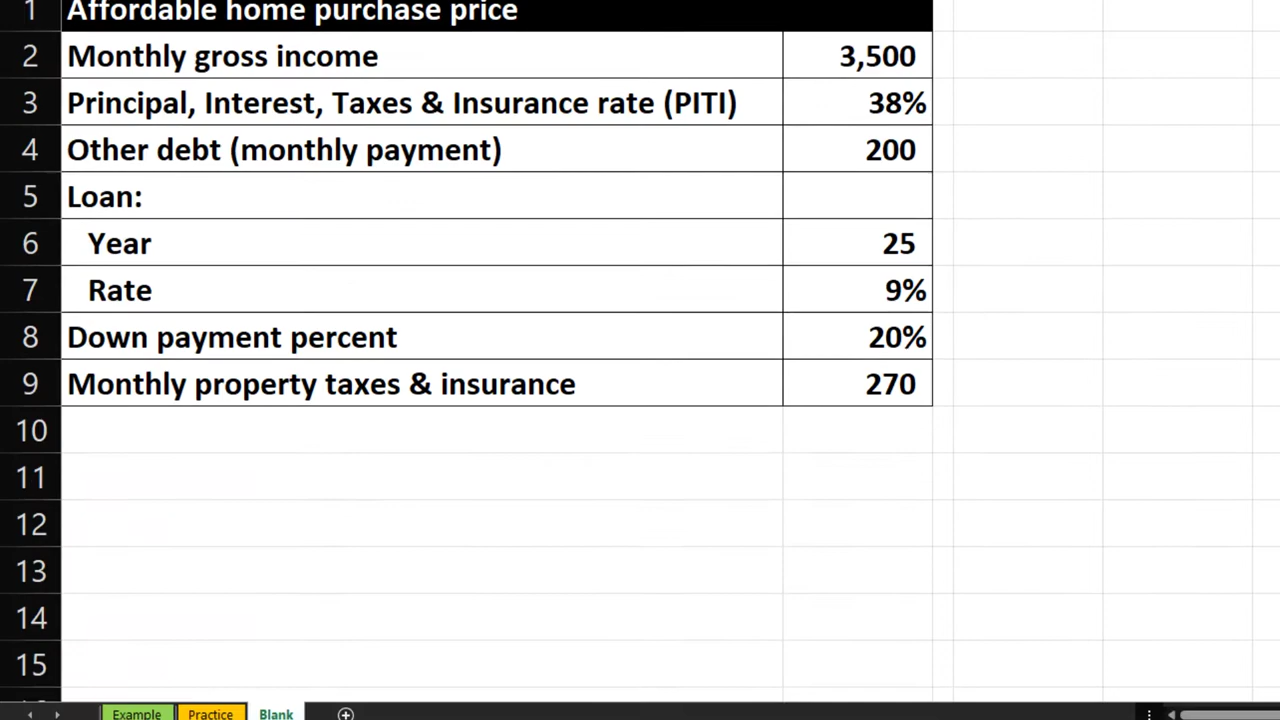 1 Affordable home purchase price
2 Monthly gross income 3,500
3 Principal, Interest, Taxes & Insurance rate (PITI) 38%
4 Other debt (monthly payment) 200
5 Loan:
6 Year 25
7 Rate 9%
8 Down payment percent 20%
9 Monthly property taxes & insurance 270
10
11
12
13
14
15
Example Practice Blank